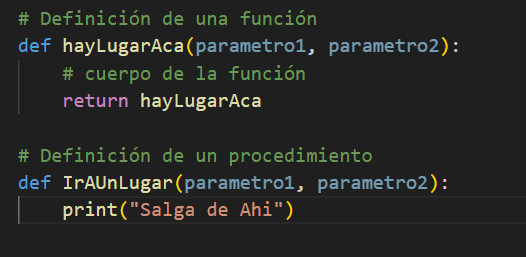 # Definición de una función
def hayLugarAca(parametro1, parametro2):
    # cuerpo de la función
    return hayLugarAca
# Definición de un procedimiento
def IrAUnLugar(parametro1, parametro2):
    print("Salga de Ahi")